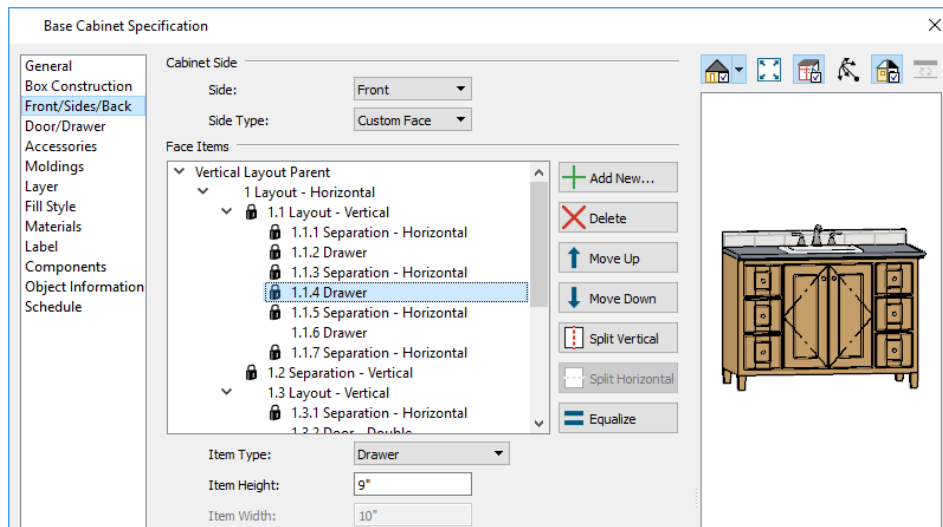 Base Cabinet Specification
General
Box Construction
Front/Sides/Back
Door/Drawer
Accessories
Moldings
Layer
Fill Style
Materials
Label
Components
Object Information
Schedule
Cabinet Side
Side: Front
Side Type: Custom Face
Face Items
Vertical Layout Parent
1 Layout - Horizontal
1.1 Layout - Vertical
1.1.1 Separation - Horizontal
1.1.2 Drawer
1.1.3 Separation - Horizontal
1.1.4 Drawer
1.1.5 Separation - Horizontal
1.1.6 Drawer
1.1.7 Separation - Horizontal
1.2 Separation - Vertical
1.3 Layout - Vertical
1.3.1 Separation - Horizontal
1.3.2 Door - Double
Add New...
Delete
Move Up
Move Down
Split Vertical
Split Horizontal
Equalize
Item Type: Drawer
Item Height: 9"
Item Width: 10"